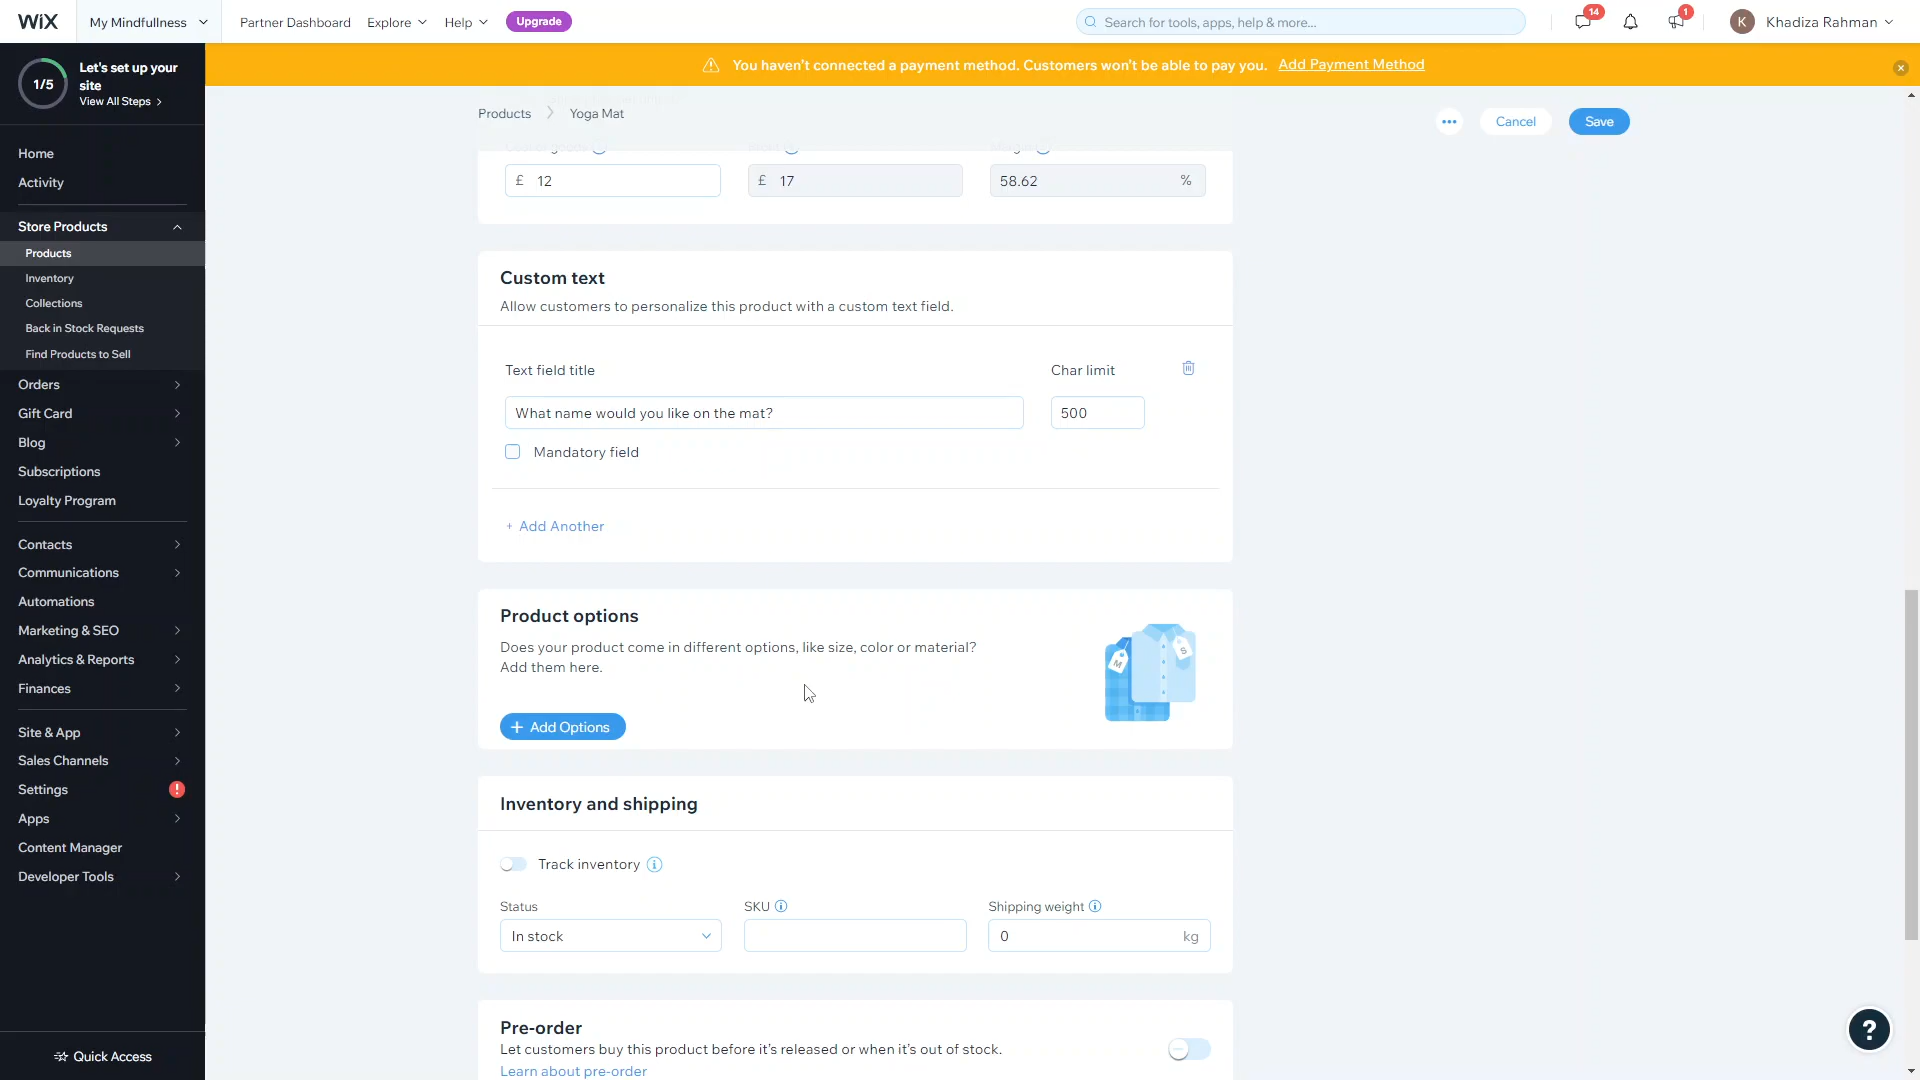 WiX
My Mindfullness
Partner Dashboard
Explore
Help
Upgrade
Search for tools, apps, help & more...
14
1
K
Khadiza Rahman
1/5
Let's set up your
site
View All Steps
You haven't connected a payment method. Customers won't be able to pay you. Add Payment Method
Products
Yoga Mat
Cancel
Save
Home
Activity
Store Products
Products
Inventory
Collections
Back in Stock Requests
Find Products to Sell
Orders
Gift Card
Blog
Subscriptions
Loyalty Program
Contacts
Communications
Automations
Marketing & SEO
Analytics & Reports
Finances
Site & App
Sales Channels
Settings
Apps
Content Manager
Developer Tools
Quick Access
£ 12
£ 17
58.62 %
Custom text
Allow customers to personalize this product with a custom text field.
Text field title
Char limit
What name would you like on the mat?
500
Mandatory field
+ Add Another
Product options
Does your product come in different options, like size, color or material?
Add them here.
M
S
+ Add Options
Inventory and shipping
Track inventory
Status
SKU
Shipping weight
In stock
0
kg
Pre-order
Let customers buy this product before it's released or when it's out of stock.
Learn about pre-order
?